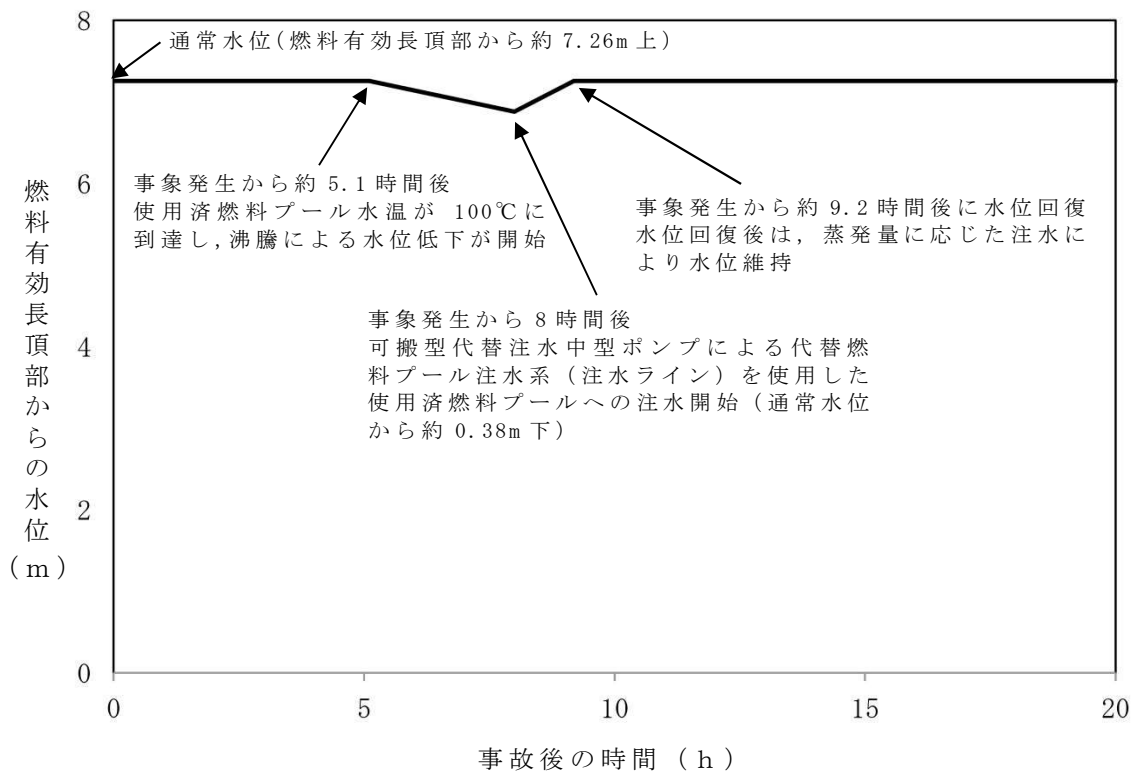 8
通常水位(燃料有効長頂部から約 7.26m 上)
6
事象発生から約 5.1 時間後
使用済燃料プール水温が 100℃に
到達し,沸騰による水位低下が開始
事象発生から約 9.2 時間後に水位回復
水位回復後は，蒸発量に応じた注水に
より水位維持
事象発生から 8 時間後
可搬型代替注水中型ポンプによる代替燃
料プール注水系（注水ライン）を使用した
使用済燃料プールへの注水開始（通常水位
から約 0.38m 下）
燃料有効長頂部からの水位
(m)
4
2
0
0
5
10
15
20
事故後の時間（h）